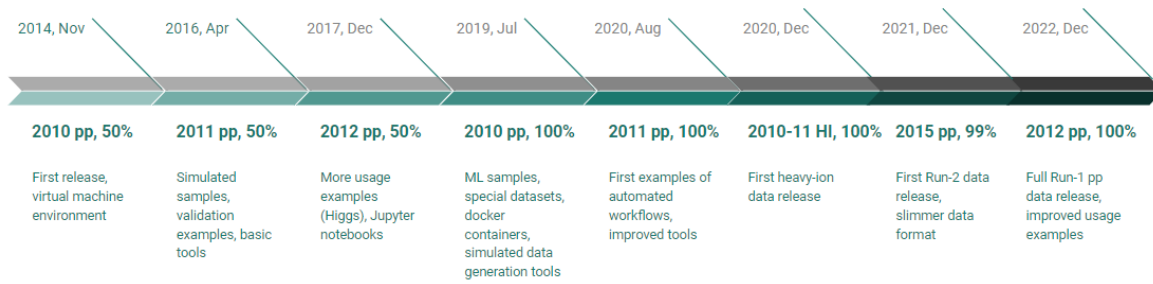 2014, Nov
2016, Apr
2017, Dec
2019, Jul
2020, Aug
2020, Dec
2021, Dec
2022, Dec
2010 pp, 50%
2011 pp, 50%
2012 pp, 50%
2010 pp, 100%
2011 pp, 100%
2010-11 HI, 100%
2015 pp, 99%
2012 pp, 100%
First release,
virtual machine
environment
Simulated
samples,
validation
examples, basic
tools
More usage
examples
(Higgs), Jupyter
notebooks
ML samples,
special datasets,
docker
containers,
simulated data
generation tools
First examples of
automated
workflows,
improved tools
First heavy-ion
data release
First Run-2 data
release,
slimmer data
format
Full Run-1 pp
data release,
improved usage
examples